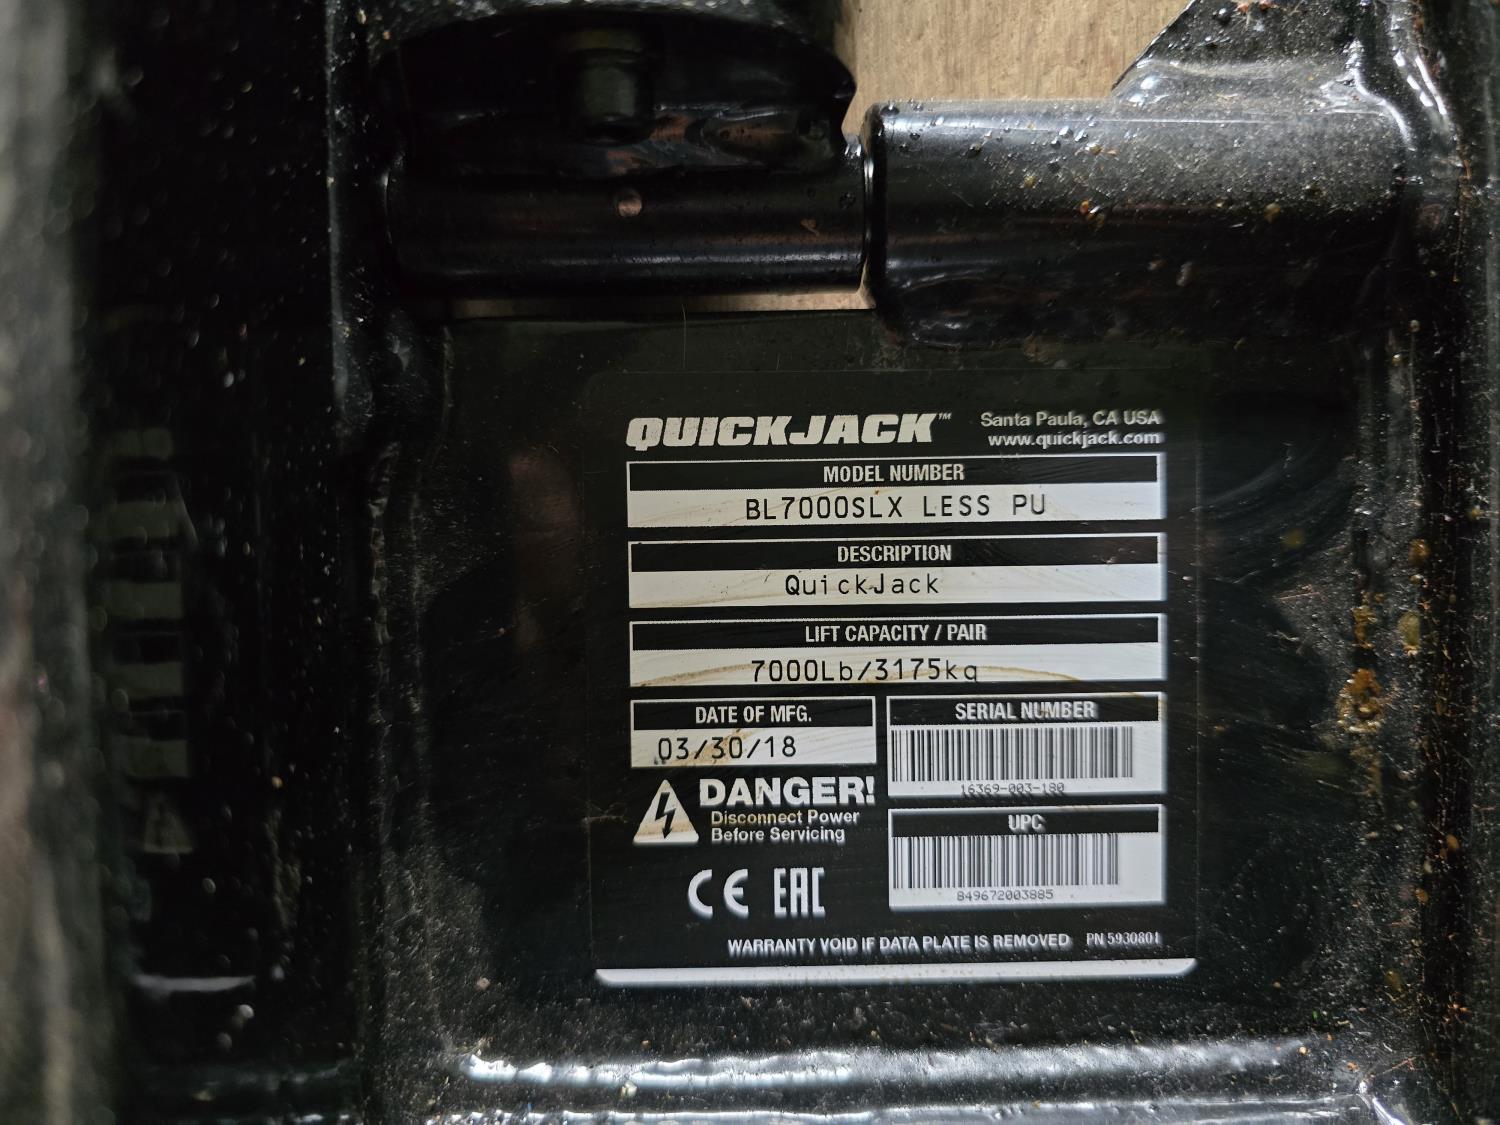 QUICKJACK™
Santa Paula, CA USA
www.quickjack.com
MODEL NUMBER
BL7000SLX LESS PU
DESCRIPTION
QuickJack
LIFT CAPACITY / PAIR
7000Lb/3175kg
DATE OF MFG.
03/30/18
SERIAL NUMBER
16369-003-180
DANGER!
Disconnect Power
Before Servicing
UPC
849672003885
CE EAC
WARRANTY VOID IF DATA PLATE IS REMOVED PN 5930801